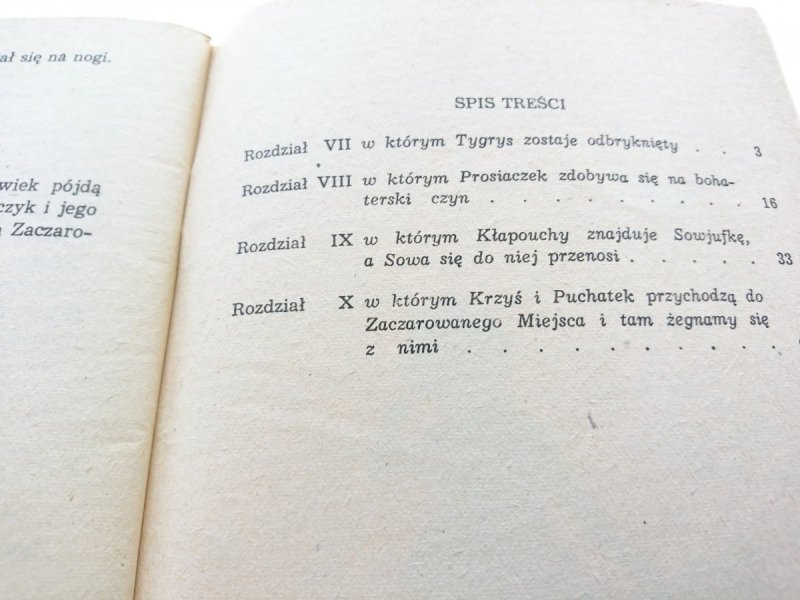 ał się na nogi.
wiek pójdą
czyk i jego
Zaczaro-
SPIS TREŚCI
Rozdział VII w którym Tygrys zostaje odbryknięty . . 3
Rozdział VIII w którym Prosiaczek zdobywa się na boha-
terski czyn . . . . . . . . . 16
Rozdział IX w którym Kłapouchy znajduje Sowjufkę,
a Sowa się do niej przenosi . . . . . 33
Rozdział X w którym Krzyś i Puchatek przychodzą do
Zaczarowanego Miejsca i tam żegnamy się
z nimi . . . . . . . . . .